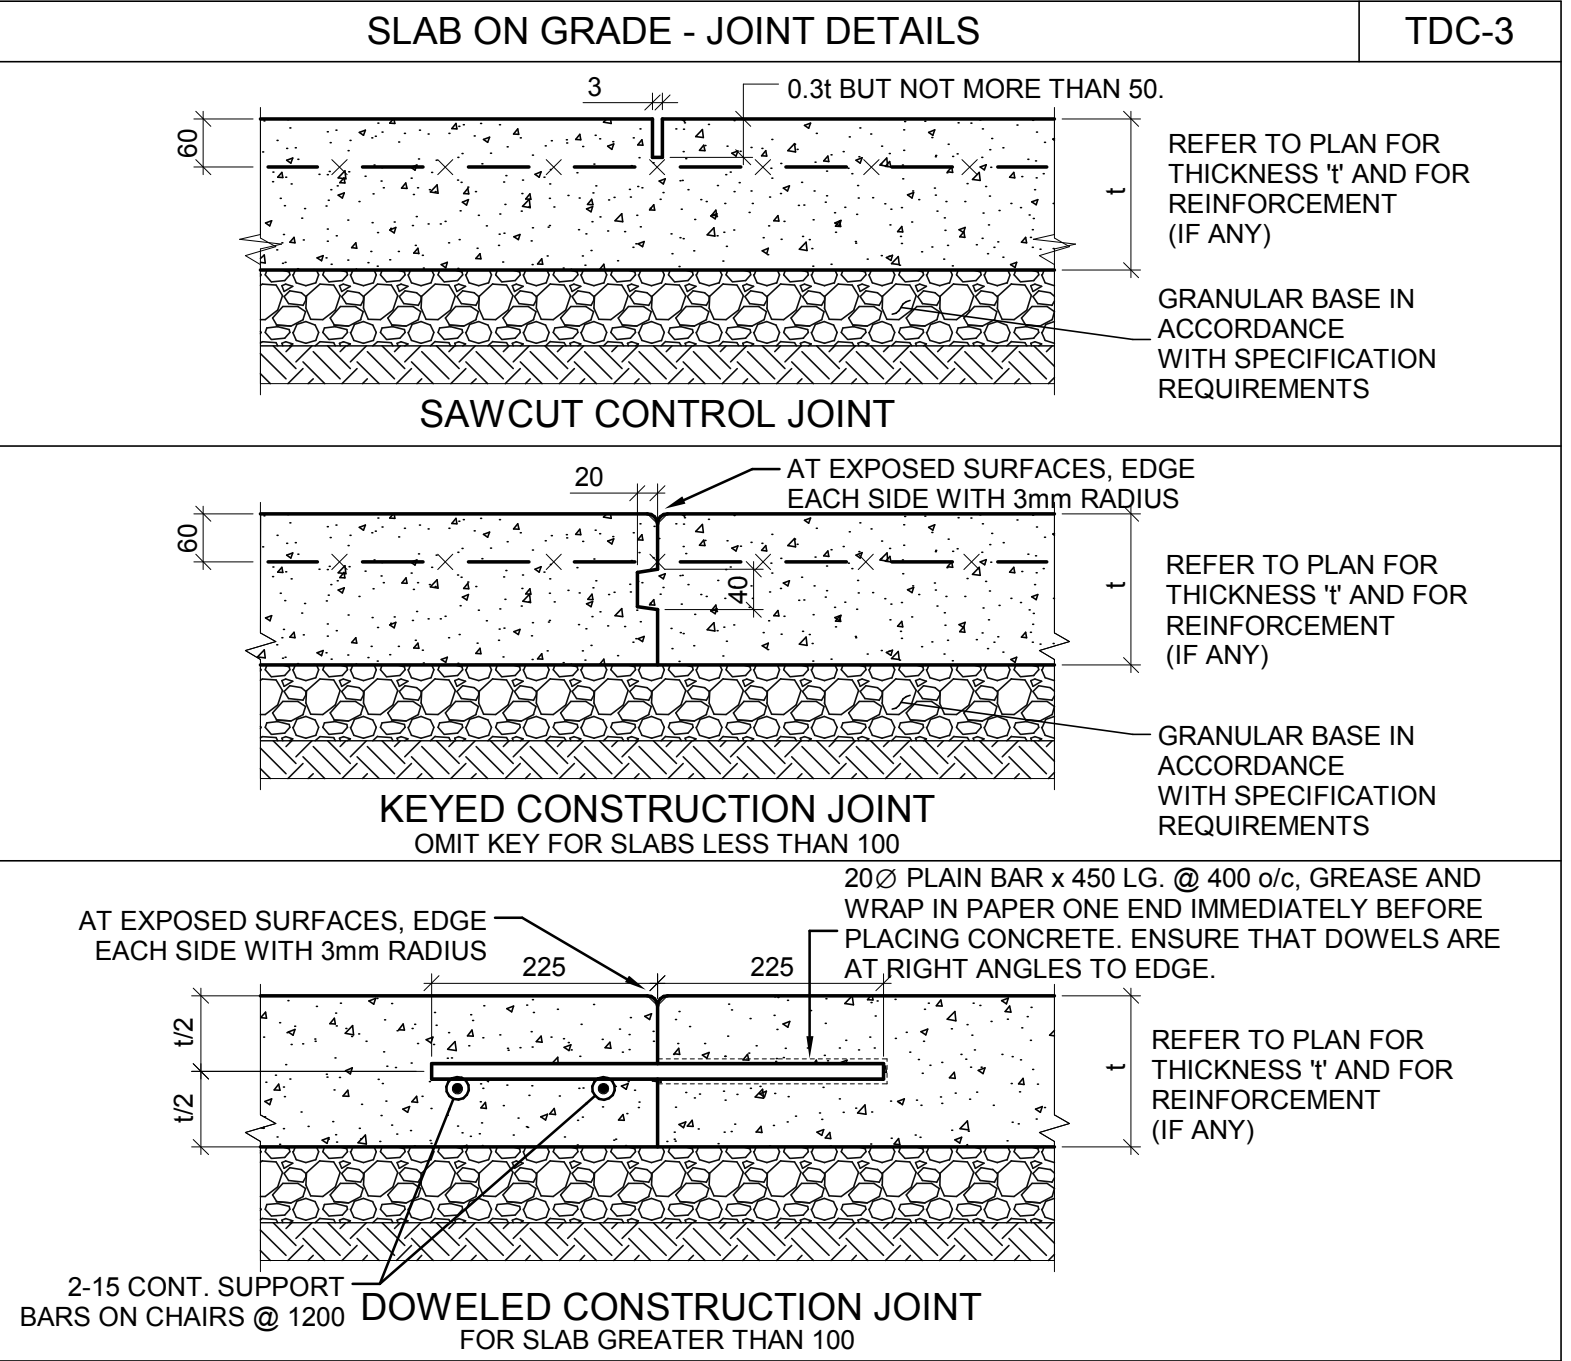 SLAB ON GRADE - JOINT DETAILS
TDC-3
3
0.3t BUT NOT MORE THAN 50.
60
t
REFER TO PLAN FOR
THICKNESS 't' AND FOR
REINFORCEMENT
(IF ANY)
GRANULAR BASE IN
ACCORDANCE
WITH SPECIFICATION
REQUIREMENTS
SAWCUT CONTROL JOINT
20
AT EXPOSED SURFACES, EDGE
EACH SIDE WITH 3mm RADIUS
60
40
t
REFER TO PLAN FOR
THICKNESS 't' AND FOR
REINFORCEMENT
(IF ANY)
GRANULAR BASE IN
ACCORDANCE
WITH SPECIFICATION
REQUIREMENTS
KEYED CONSTRUCTION JOINT
OMIT KEY FOR SLABS LESS THAN 100
20Ø PLAIN BAR x 450 LG. @ 400 o/c, GREASE AND
WRAP IN PAPER ONE END IMMEDIATELY BEFORE
PLACING CONCRETE. ENSURE THAT DOWELS ARE
AT RIGHT ANGLES TO EDGE.
AT EXPOSED SURFACES, EDGE
EACH SIDE WITH 3mm RADIUS
225
225
t/2
t/2
t
REFER TO PLAN FOR
THICKNESS 't' AND FOR
REINFORCEMENT
(IF ANY)
2-15 CONT. SUPPORT
BARS ON CHAIRS @ 1200
DOWELED CONSTRUCTION JOINT
FOR SLAB GREATER THAN 100